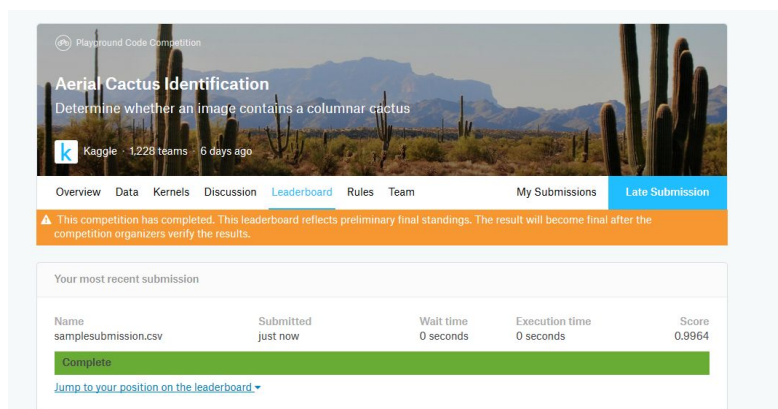 Playground Code Competition
Aerial Cactus Identification
Determine whether an image contains a columnar cactus
k Kaggle · 1,228 teams · 6 days ago
Overview Data Kernels Discussion Leaderboard Rules Team My Submissions Late Submission
This competition has completed. This leaderboard reflects preliminary final standings. The result will become final after the
competition organizers verify the results.
Your most recent submission
Name Submitted Wait time Execution time Score
samplesubmission.csv just now 0 seconds 0 seconds 0.9964
Complete
Jump to your position on the leaderboard